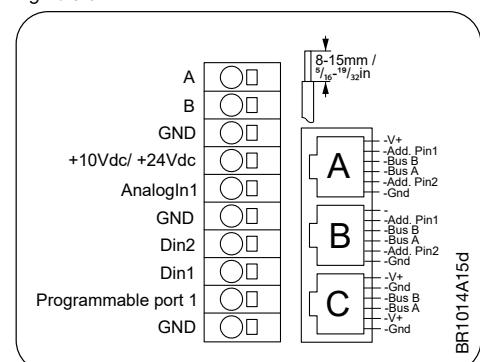 A
B
GND
+10Vdc/ +24Vdc
AnalogIn1
GND
Din2
Din1
Programmable port 1
GND
8-15mm /
5/16-19/32in
A
-V+
-Add. Pin1
-Bus B
-Bus A
-Add. Pin2
-Gnd
B
-
-Add. Pin1
-Bus B
-Bus A
-Add. Pin2
-Gnd
C
-V+
-Gnd
-Bus B
-Bus A
-V+
-Gnd
BR1014A15d